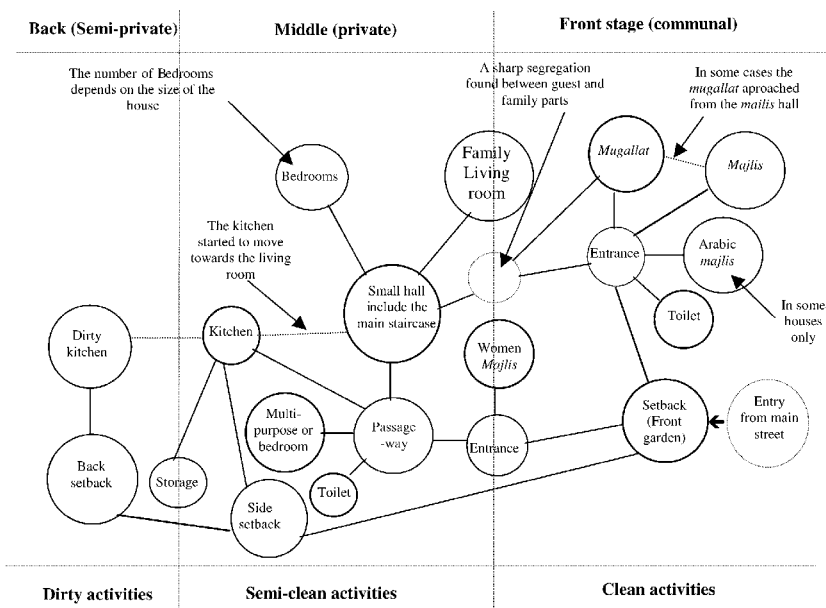 Back (Semi-private)
Middle (private)
Front stage (communal)
The number of Bedrooms
depends on the size of the
house
A sharp segregation
found between guest and
family parts
In some cases the
mugallat aproached
from the mailis hall
Bedrooms
Family
Living
room
Mugallat
Majlis
The kitchen
started to move
towards the living
room
Small hall
include the
main staircase
Entrance
Arabic
majlis
Dirty
kitchen
Kitchen
Women
Majlis
Toilet
In some
houses
only
Multi-
purpose or
bedroom
Passage
-way
Entrance
Setback
(Front
garden)
Entry
from main
street
Back
setback
Storage
Toilet
Side
setback
Dirty activities
Semi-clean activities
Clean activities